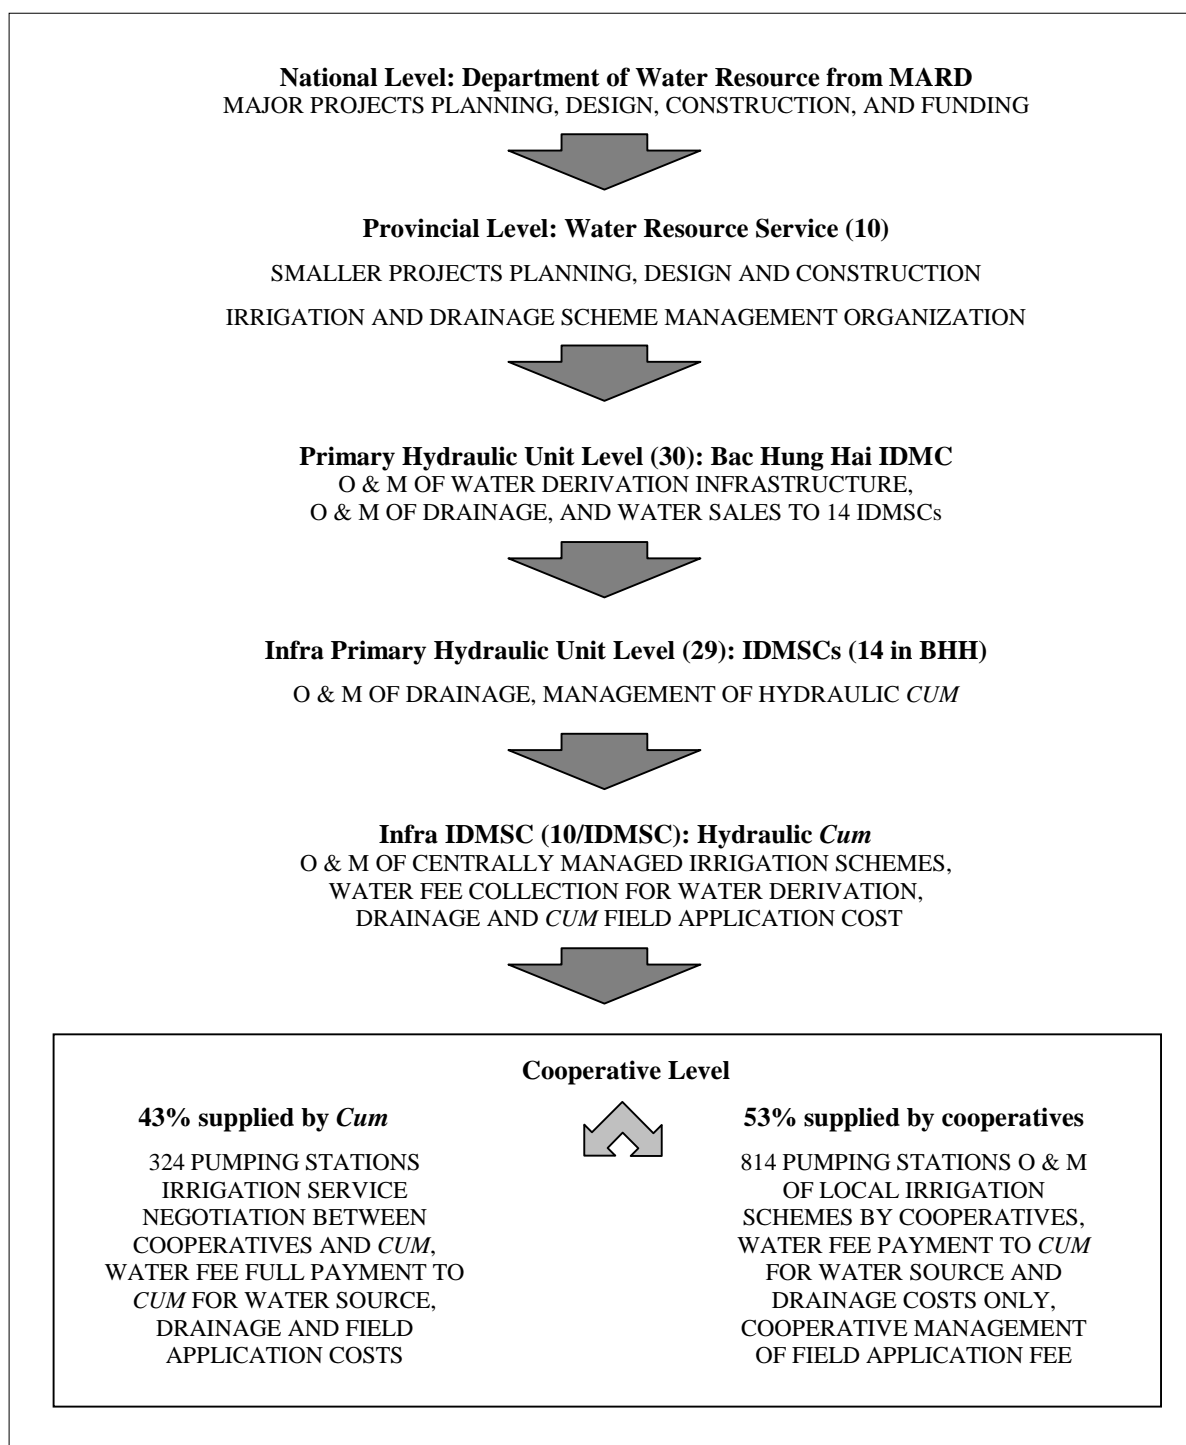 National Level: Department of Water Resource from MARD
MAJOR PROJECTS PLANNING, DESIGN, CONSTRUCTION, AND FUNDING
Provincial Level: Water Resource Service (10)
SMALLER PROJECTS PLANNING, DESIGN AND CONSTRUCTION
IRRIGATION AND DRAINAGE SCHEME MANAGEMENT ORGANIZATION
Primary Hydraulic Unit Level (30): Bac Hung Hai IDMC
O & M OF WATER DERIVATION INFRASTRUCTURE,
O & M OF DRAINAGE, AND WATER SALES TO 14 IDMSCs
Infra Primary Hydraulic Unit Level (29): IDMSCs (14 in BHH)
O & M OF DRAINAGE, MANAGEMENT OF HYDRAULIC CUM
Infra IDMSC (10/IDMSC): Hydraulic Cum
O & M OF CENTRALLY MANAGED IRRIGATION SCHEMES,
WATER FEE COLLECTION FOR WATER DERIVATION,
DRAINAGE AND CUM FIELD APPLICATION COST
Cooperative Level
43% supplied by Cum
324 PUMPING STATIONS
IRRIGATION SERVICE
NEGOTIATION BETWEEN
COOPERATIVES AND CUM,
WATER FEE FULL PAYMENT TO
CUM FOR WATER SOURCE,
DRAINAGE AND FIELD
APPLICATION COSTS
53% supplied by cooperatives
814 PUMPING STATIONS O & M
OF LOCAL IRRIGATION
SCHEMES BY COOPERATIVES,
WATER FEE PAYMENT TO CUM
FOR WATER SOURCE AND
DRAINAGE COSTS ONLY,
COOPERATIVE MANAGEMENT
OF FIELD APPLICATION FEE